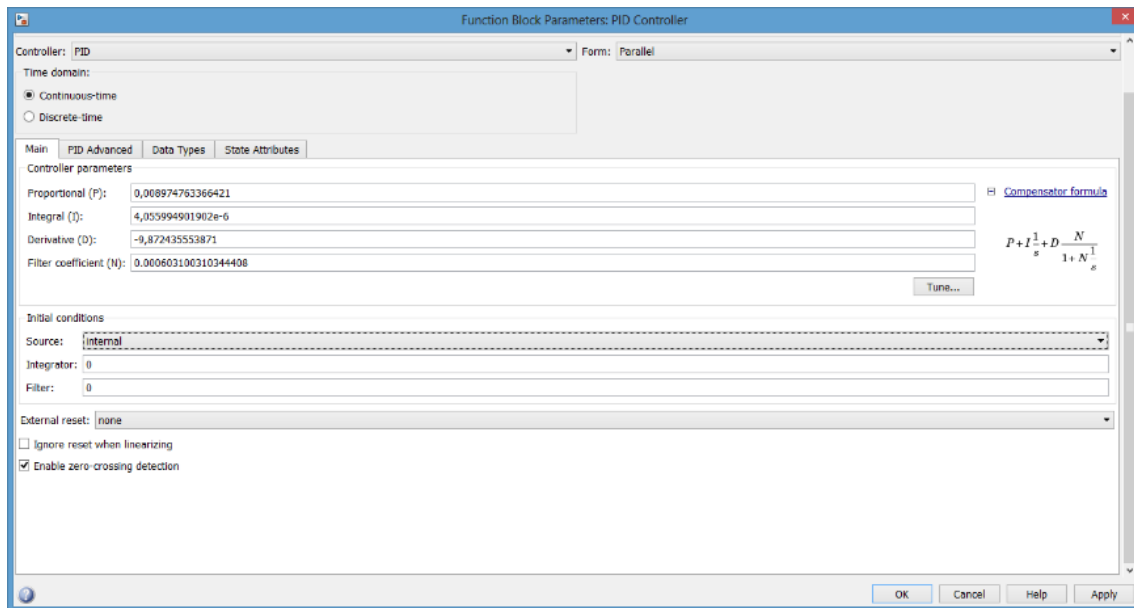 Function Block Parameters: PID Controller
Controller: PID Form: Parallel
Time domain:
Continuous-time
Discrete-time
Main PID Advanced Data Types State Attributes
Controller parameters
Proportional (P): 0,008974763366421
Integral (I): 4,055994901902e-6
Derivative (D): -9,872435553871
Filter coefficient (N): 0.000603100310344408
Compensator formula
P + I 1/s + D N/(1 + N 1/s)
Tune...
Initial conditions
Source: internal
Integrator: 0
Filter: 0
External reset: none
Ignore reset when linearizing
Enable zero-crossing detection
OK Cancel Help Apply